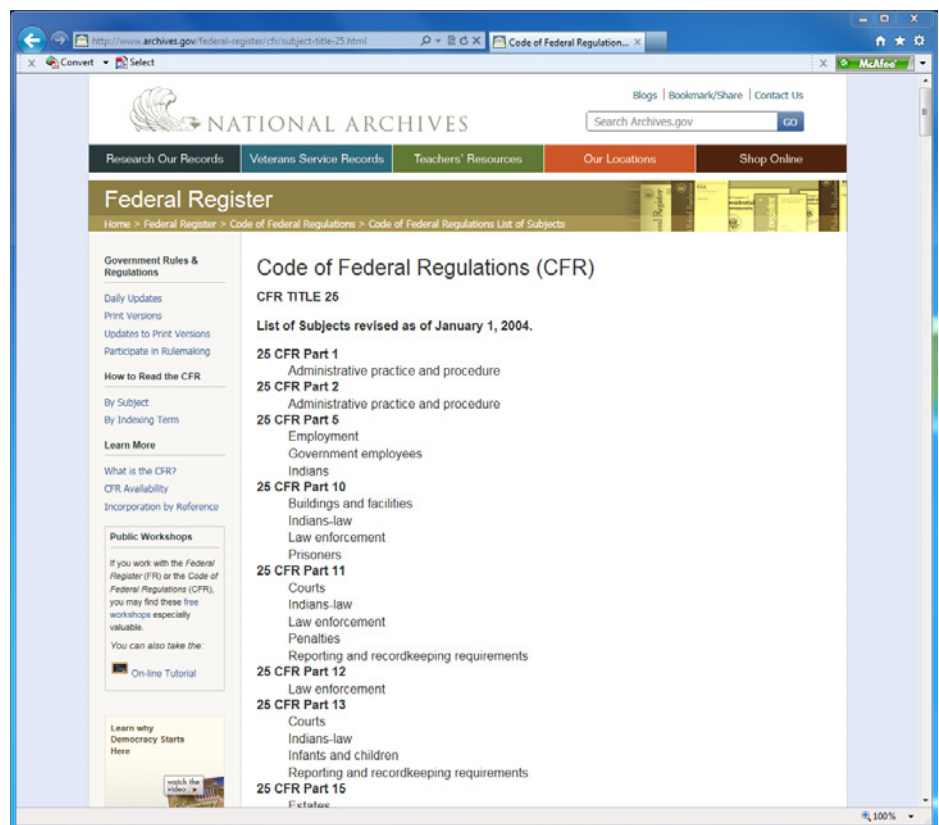 http://www.archives.gov/federal-register/cfr/subject-title-25.html
Code of Federal Regulation...
Convert
Select
McAfee
Blogs | Bookmark/Share | Contact Us
NATIONAL ARCHIVES
Search Archives.gov
GO
Research Our Records
Veterans Service Records
Teachers' Resources
Our Locations
Shop Online
Federal Register
Home > Federal Register > Code of Federal Regulations > Code of Federal Regulations List of Subjects
Government Rules &
Regulations
Daily Updates
Print Versions
Updates to Print Versions
Participate in Rulemaking
How to Read the CFR
By Subject
By Indexing Term
Learn More
What is the CFR?
CFR Availability
Incorporation by Reference
Public Workshops
If you work with the Federal
Register (FR) or the Code of
Federal Regulations (CFR),
you may find these free
workshops especially
valuable.
You can also take the:
On-line Tutorial
Learn why
Democracy Starts
Here
watch the
video
Code of Federal Regulations (CFR)
CFR TITLE 25
List of Subjects revised as of January 1, 2004.
25 CFR Part 1
Administrative practice and procedure
25 CFR Part 2
Administrative practice and procedure
25 CFR Part 5
Employment
Government employees
Indians
25 CFR Part 10
Buildings and facilities
Indians-law
Law enforcement
Prisoners
25 CFR Part 11
Courts
Indians-law
Law enforcement
Penalties
Reporting and recordkeeping requirements
25 CFR Part 12
Law enforcement
25 CFR Part 13
Courts
Indians-law
Infants and children
Reporting and recordkeeping requirements
25 CFR Part 15
Estates
100%